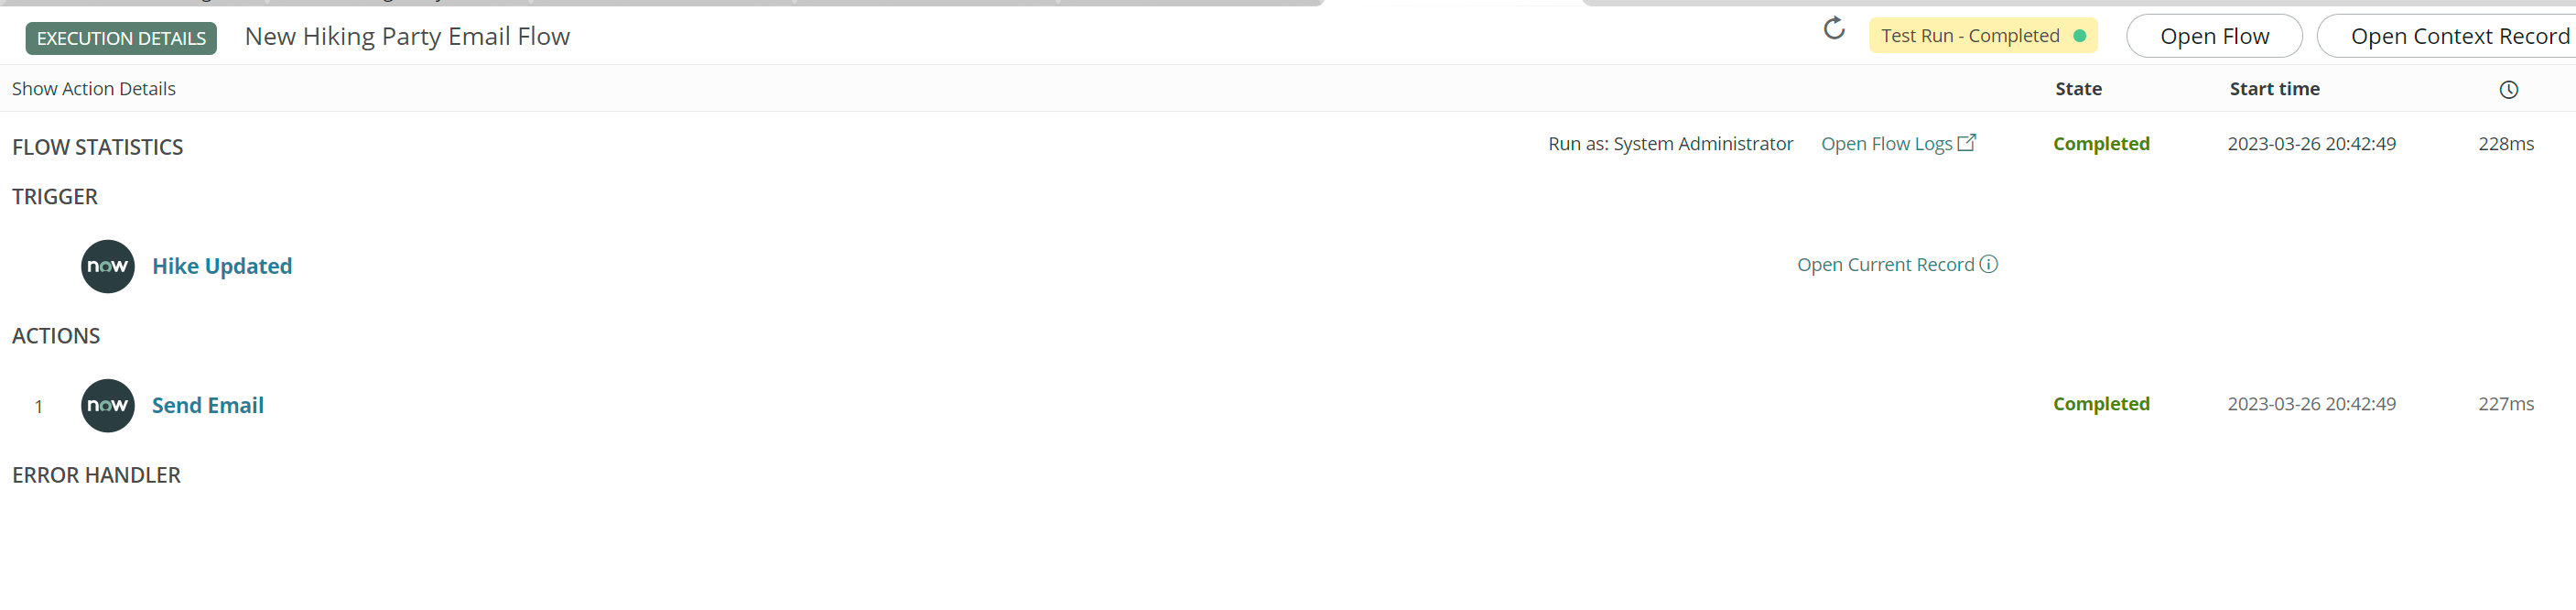 EXECUTION DETAILS New Hiking Party Email Flow Test Run - Completed Open Flow Open Context Record
Show Action Details State Start time
FLOW STATISTICS Run as: System Administrator Open Flow Logs Completed 2023-03-26 20:42:49 228ms
TRIGGER
now Hike Updated Open Current Record
ACTIONS
1 now Send Email Completed 2023-03-26 20:42:49 227ms
ERROR HANDLER